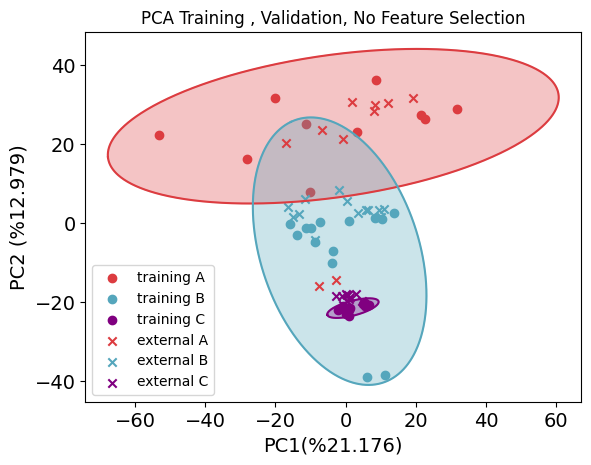 PCA Training , Validation, No Feature Selection
PC2 (%12.979)
40
20
0
−20
−40
training A
training B
training C
external A
external B
external C
−60 −40 −20 0 20 40 60
PC1(%21.176)